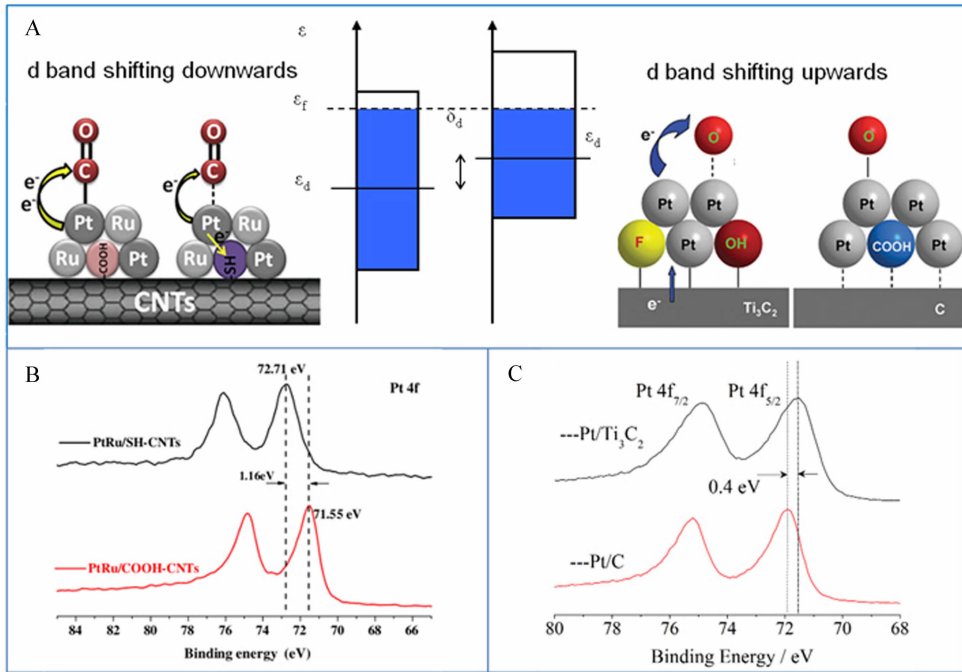 A
ε
d band shifting downwards
d band shifting upwards
ε_f
δ_d
ε_d
ε_d
O
C
e⁻
e⁻
Pt
Ru
Ru
-COOH
Pt
O
C
e⁻
Pt
Ru
e⁻
Ru
-SH
Pt
CNTs
e⁻
O
Pt
Pt
F
Pt
OH
e⁻
Ti₃C₂
O
Pt
Pt
Pt
COOH
Pt
C
B
72.71 eV
Pt 4f
PtRu/SH-CNTs
1.16eV
71.55 eV
PtRu/COOH-CNTs
84 82 80 78 76 74 72 70 68 66
Binding energy (eV)
C
Pt 4f₇/₂ Pt 4f₅/₂
---Pt/Ti₃C₂
0.4 eV
---Pt/C
80 78 76 74 72 70 68
Binding Energy / eV